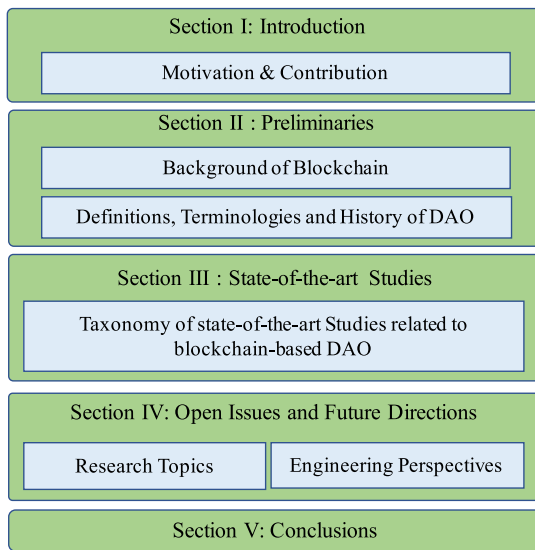 Section I: Introduction
Motivation & Contribution
Section II : Preliminaries
Background of Blockchain
Definitions, Terminologies and History of DAO
Section III : State-of-the-art Studies
Taxonomy of state-of-the-art Studies related to
blockchain-based DAO
Section IV: Open Issues and Future Directions
Research Topics
Engineering Perspectives
Section V: Conclusions